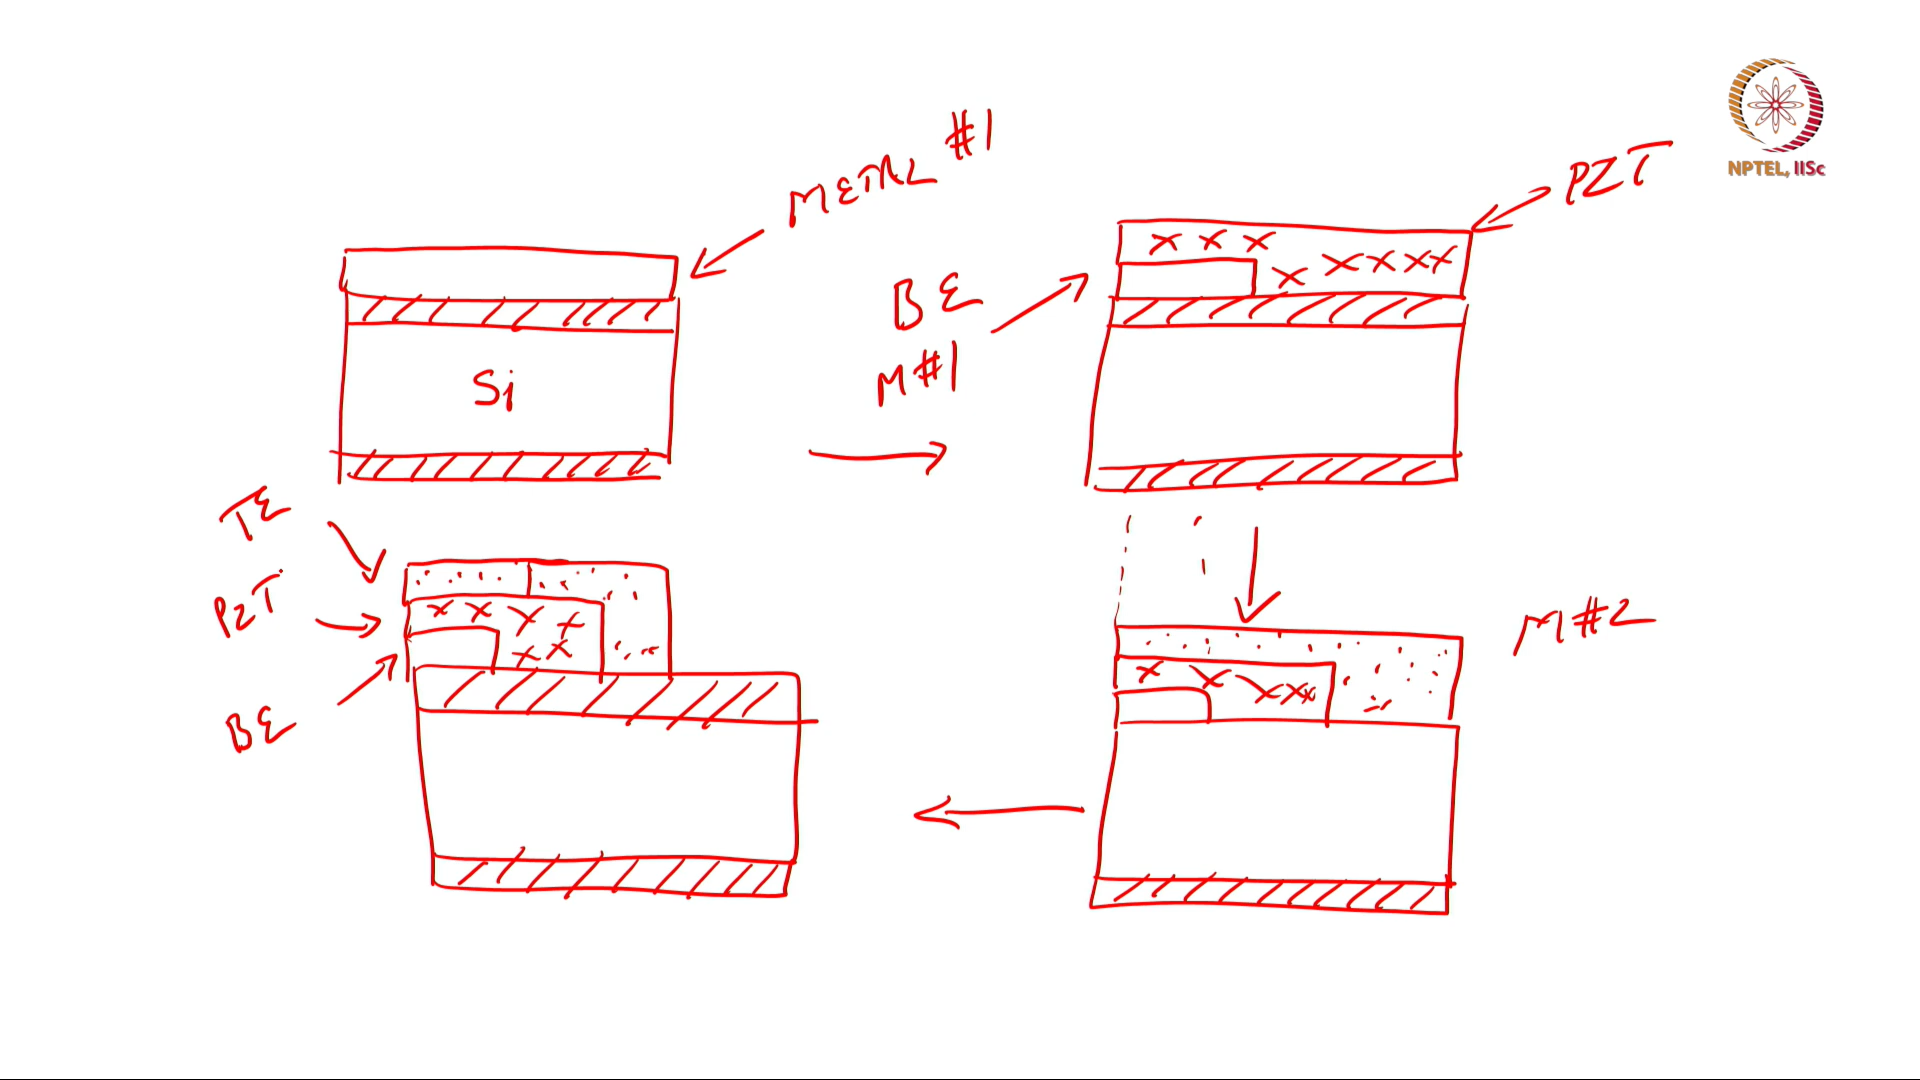 METAL #1
NPTEL, IISc
PZT
BE
M#1
Si
TE
PZT
BE
M#2